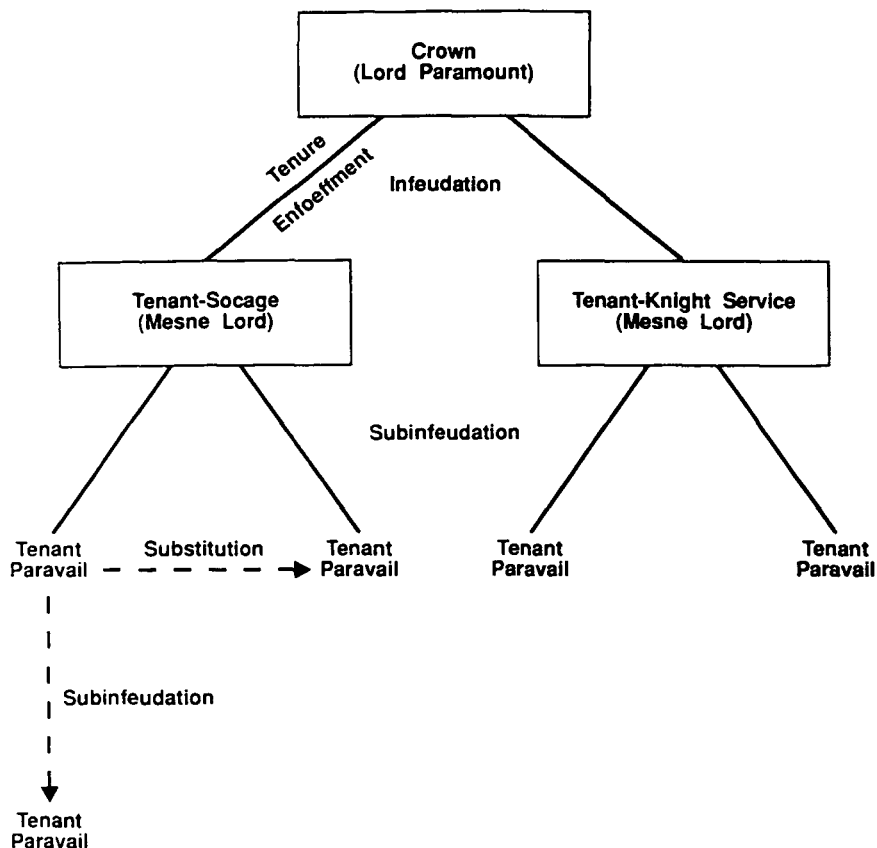 Crown
(Lord Paramount)
Tenure
Enfoeffment
Infeudation
Tenant-Socage
(Mesne Lord)
Tenant-Knight Service
(Mesne Lord)
Subinfeudation
Tenant
Paravail
Substitution
Tenant
Paravail
Tenant
Paravail
Tenant
Paravail
Subinfeudation
Tenant
Paravail